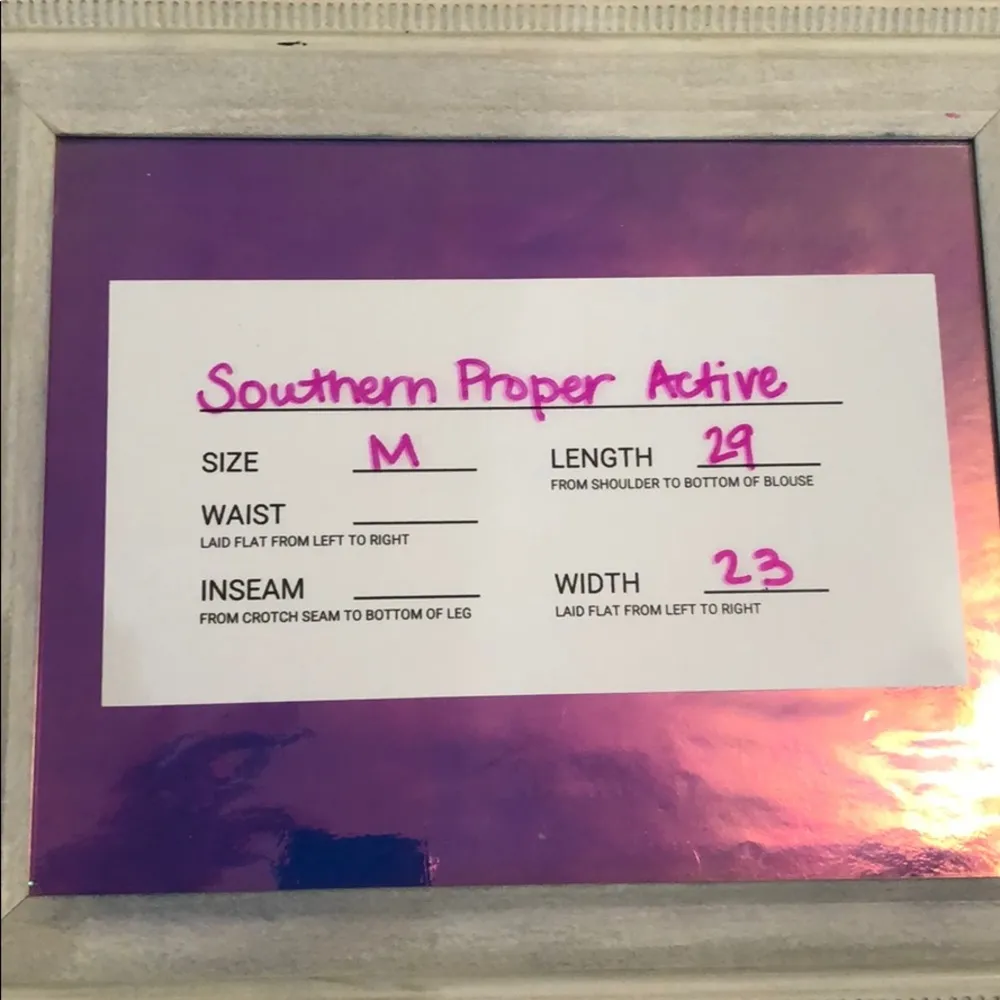 Southern Proper Active
SIZE M
LENGTH 29
FROM SHOULDER TO BOTTOM OF BLOUSE
WAIST
LAID FLAT FROM LEFT TO RIGHT
INSEAM
FROM CROTCH SEAM TO BOTTOM OF LEG
WIDTH 23
LAID FLAT FROM LEFT TO RIGHT